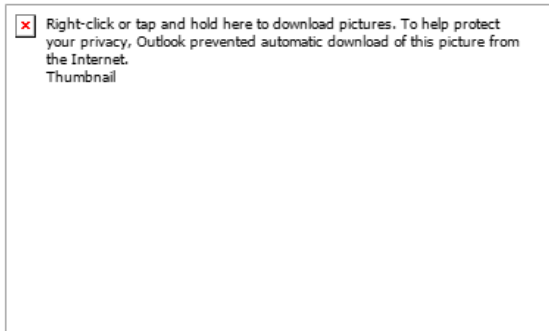 Right-click or tap and hold here to download pictures. To help protect
your privacy, Outlook prevented automatic download of this picture from
the Internet.
Thumbnail